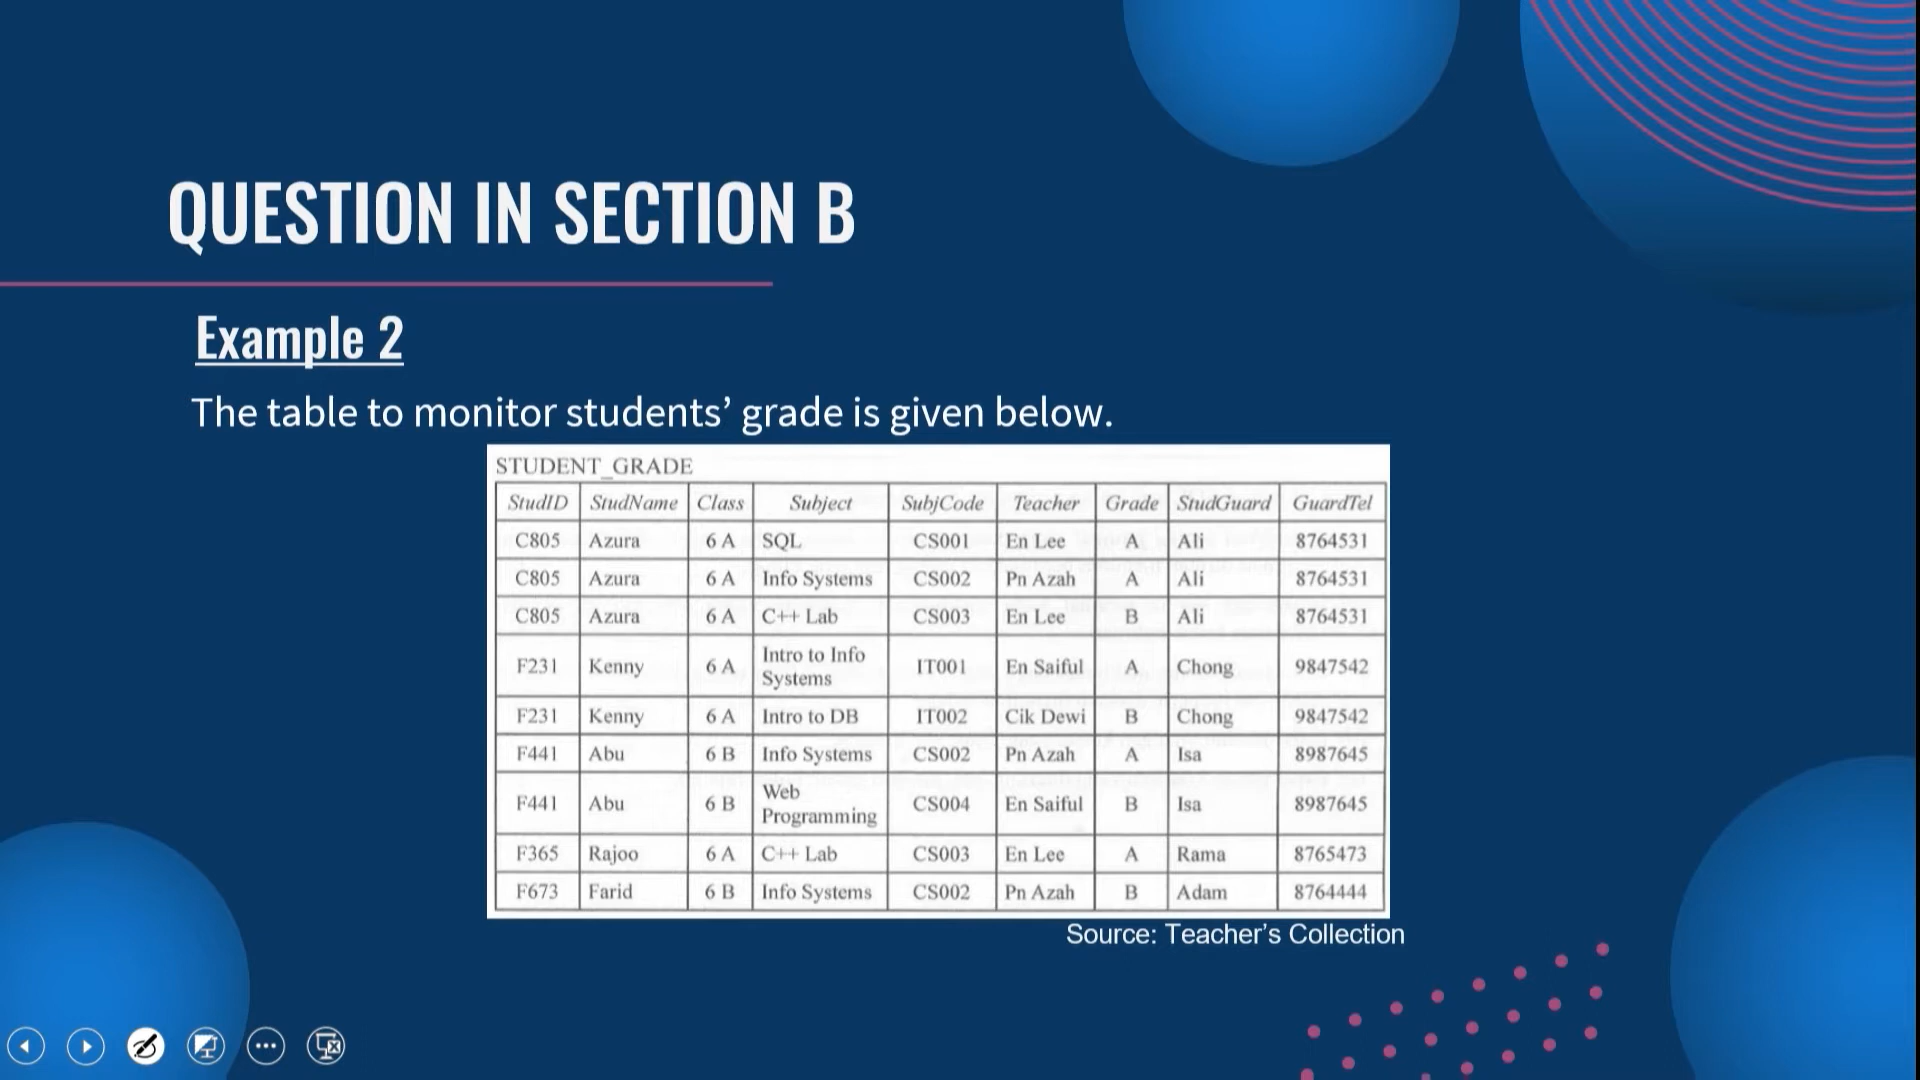 QUESTION IN SECTION B
Example 2
The table to monitor students’ grade is given below.
STUDENT_GRADE
StudID StudName Class Subject SubjCode Teacher Grade StudGuard GuardTel
C805 Azura 6 A SQL CS001 En Lee A Ali 8764531
C805 Azura 6 A Info Systems CS002 Pn Azah A Ali 8764531
C805 Azura 6 A C++ Lab CS003 En Lee B Ali 8764531
F231 Kenny 6 A Intro to Info Systems IT001 En Saiful A Chong 9847542
F231 Kenny 6 A Intro to DB IT002 Cik Dewi B Chong 9847542
F441 Abu 6 B Info Systems CS002 Pn Azah A Isa 8987645
F441 Abu 6 B Web Programming CS004 En Saiful B Isa 8987645
F365 Rajoo 6 A C++ Lab CS003 En Lee A Rama 8765473
F673 Farid 6 B Info Systems CS002 Pn Azah B Adam 8764444
Source: Teacher’s Collection